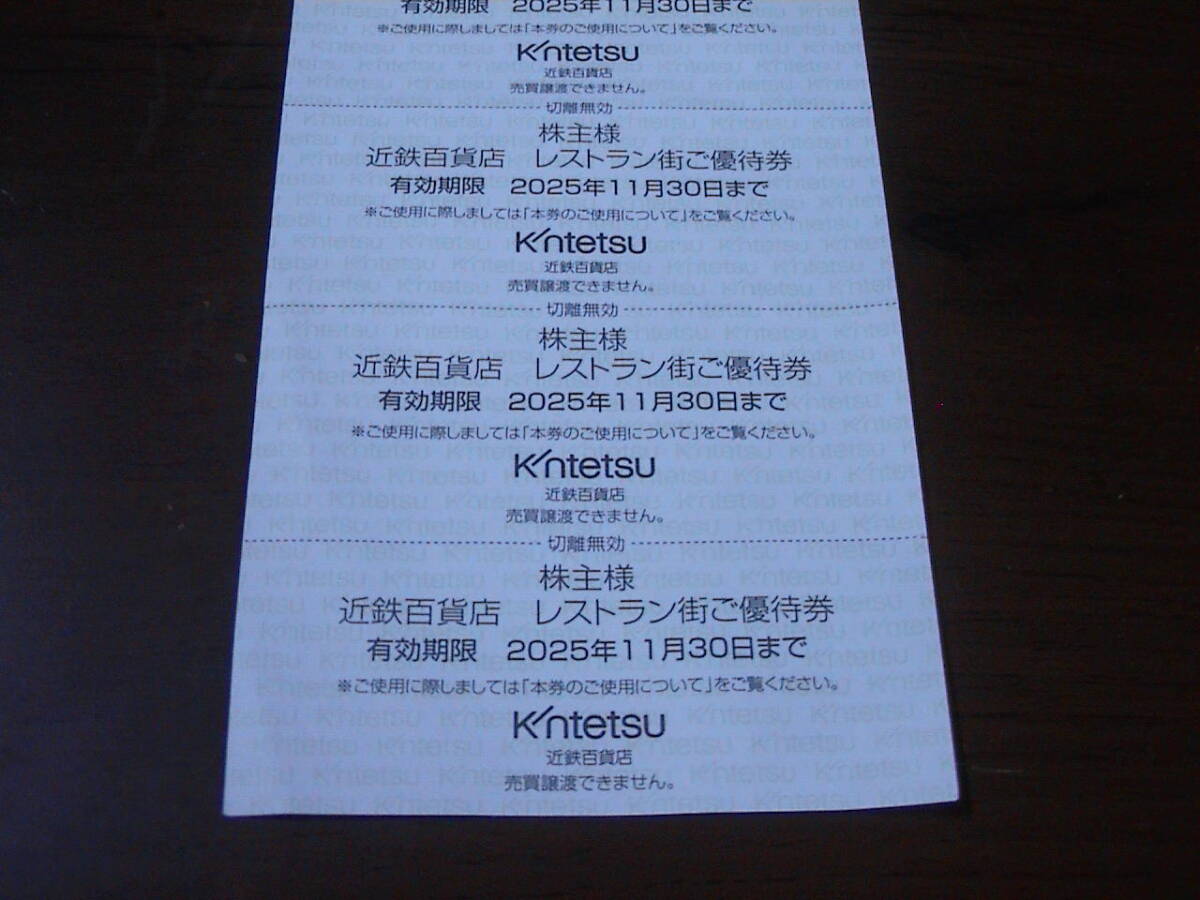 有効期限 2025年11月30日まで
※ご使用に際しましては「本券のご使用について」をご覧ください。
Kintetsu
近鉄百貨店
売買譲渡できません。
切離無効
株主様
近鉄百貨店 レストラン街ご優待券
有効期限 2025年11月30日まで
※ご使用に際しましては「本券のご使用について」をご覧ください。
Kintetsu
近鉄百貨店
売買譲渡できません。
切離無効
株主様
近鉄百貨店 レストラン街ご優待券
有効期限 2025年11月30日まで
※ご使用に際しましては「本券のご使用について」をご覧ください。
Kintetsu
近鉄百貨店
売買譲渡できません。
切離無効
株主様
近鉄百貨店 レストラン街ご優待券
有効期限 2025年11月30日まで
※ご使用に際しましては「本券のご使用について」をご覧ください。
Kintetsu
近鉄百貨店
売買譲渡できません。